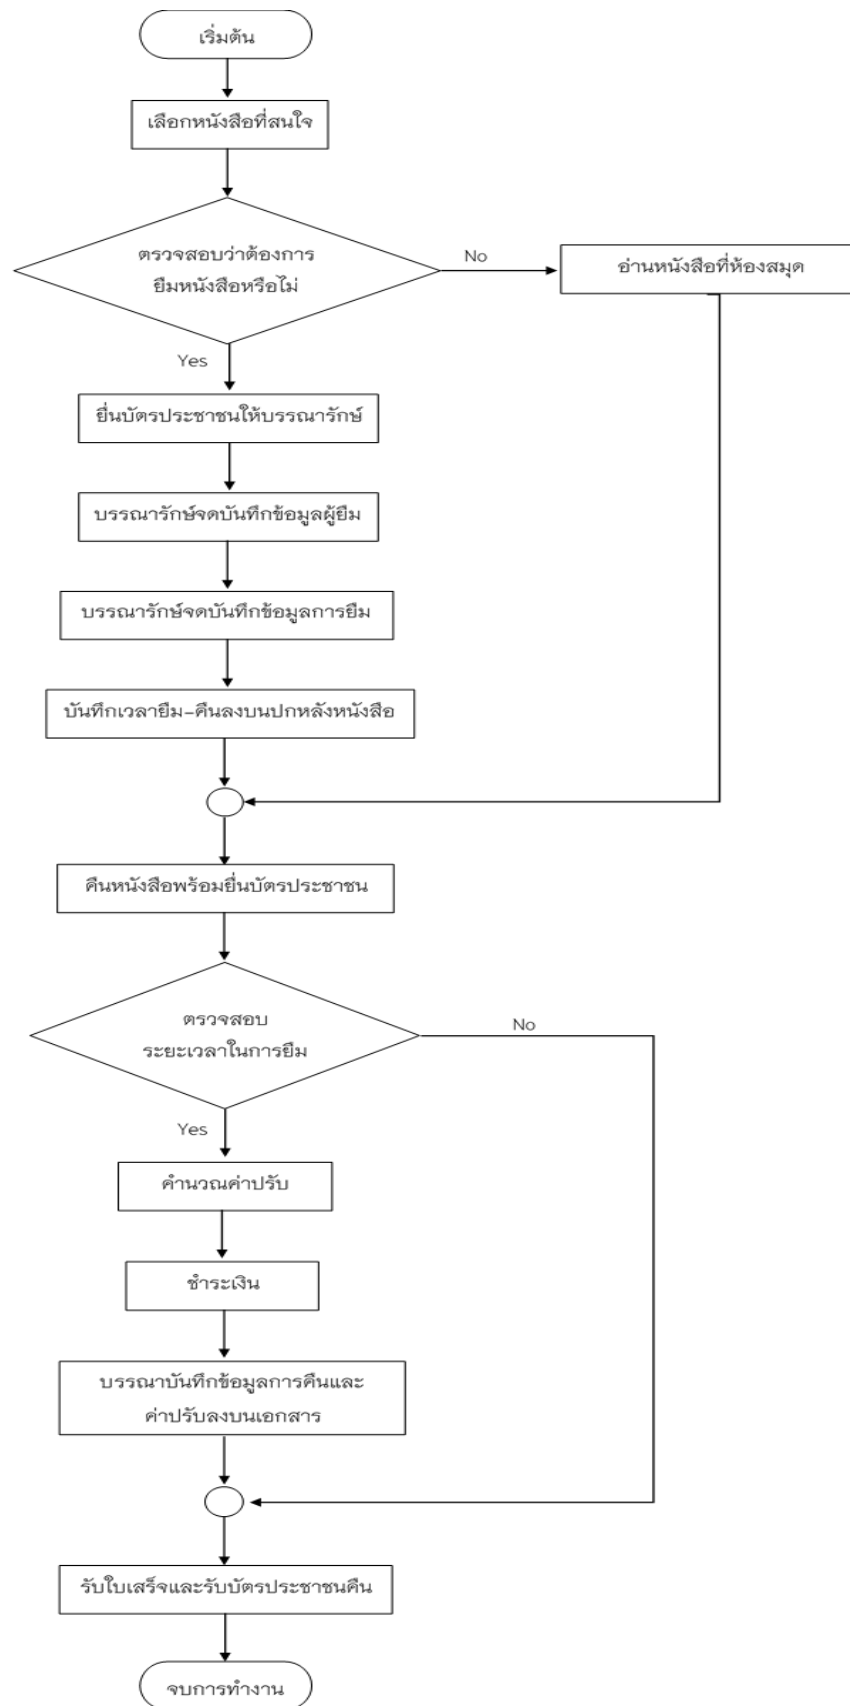 เริ่มต้น
เลือกหนังสือที่สนใจ
ตรวจสอบว่าต้องการ
ยืมหนังสือหรือไม่
No
อ่านหนังสือที่ห้องสมุด
Yes
ยื่นบัตรประชาชนให้บรรณารักษ์
บรรณารักษ์จดบันทึกข้อมูลผู้ยืม
บรรณารักษ์จดบันทึกข้อมูลการยืม
บันทึกเวลายืม-คืนลงบนปกหลังหนังสือ
คืนหนังสือพร้อมยื่นบัตรประชาชน
ตรวจสอบ
ระยะเวลาในการยืม
No
Yes
คำนวณค่าปรับ
ชำระเงิน
บรรณาบันทึกข้อมูลการคืนและ
ค่าปรับลงบนเอกสาร
รับใบเสร็จและรับบัตรประชาชนคืน
จบการทำงาน